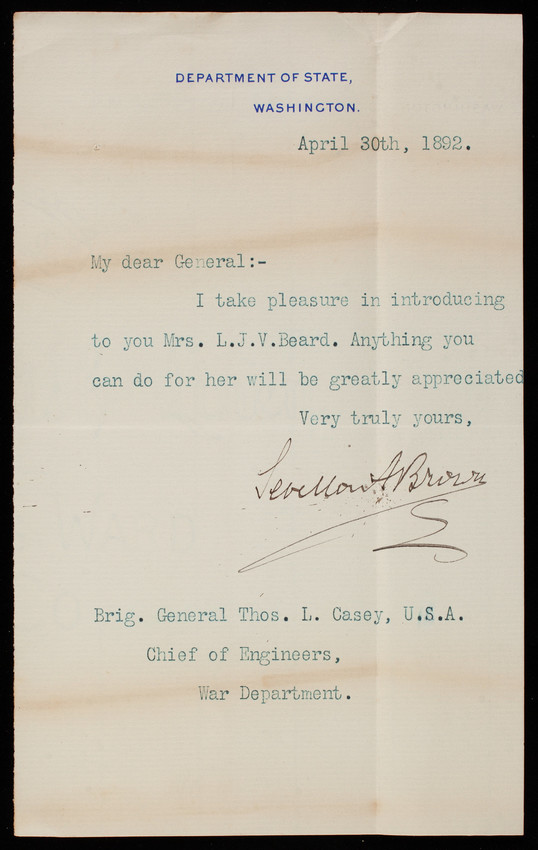 DEPARTMENT OF STATE,
WASHINGTON.
April 30th, 1892.
My dear General:-
I take pleasure in introducing
to you Mrs. L.J.V.Beard. Anything you
can do for her will be greatly appreciated
Very truly yours,
Sevellon A Brown
Brig. General Thos. L. Casey, U.S.A.
Chief of Engineers,
War Department.